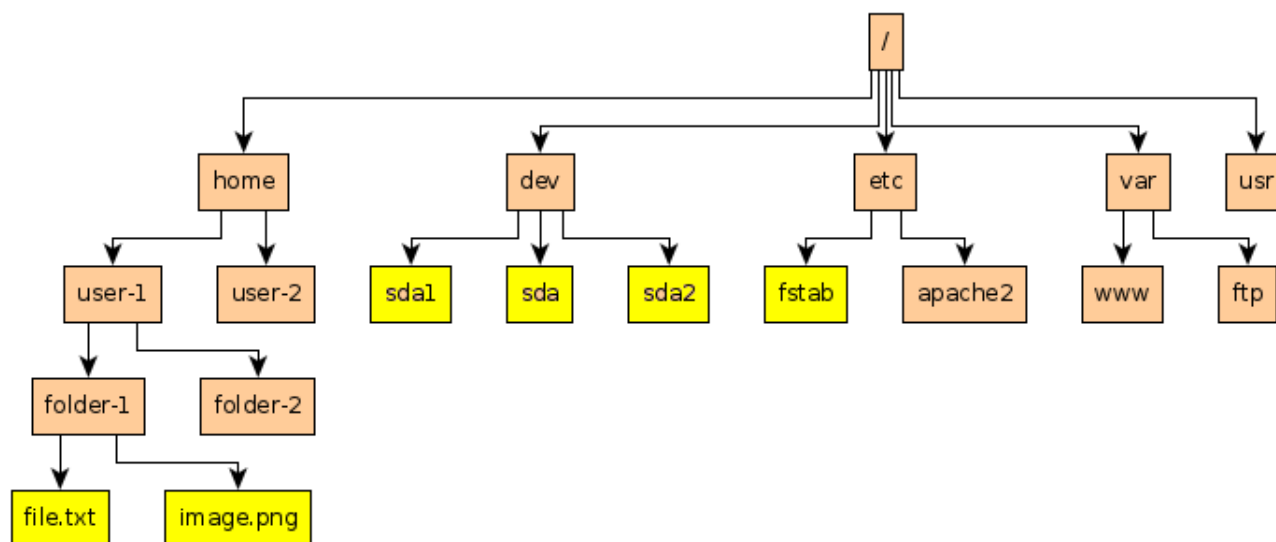 /
home
dev
etc
var
usr
user-1
user-2
sda1
sda
sda2
fstab
apache2
www
ftp
folder-1
folder-2
file.txt
image.png